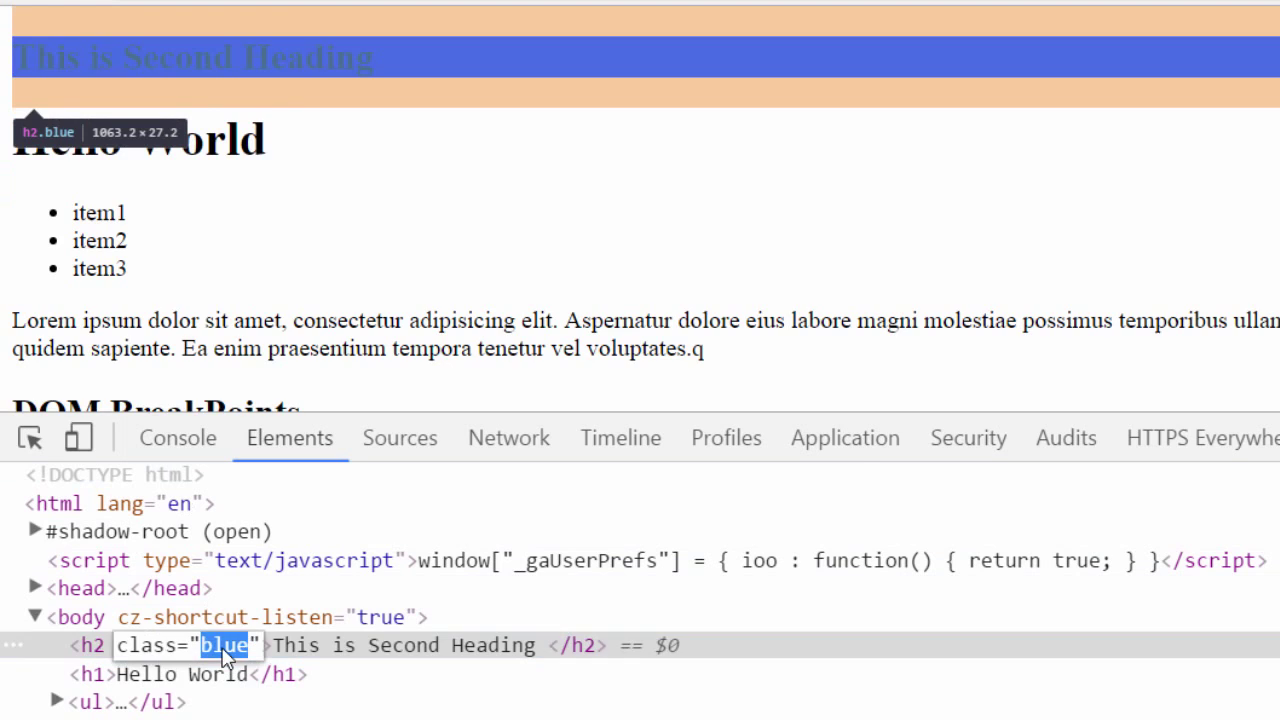 This is Second Heading
h2.blue 1063.2×27.2
Hello World
• item1
• item2
• item3
Lorem ipsum dolor sit amet, consectetur adipisicing elit. Aspernatur dolore eius labore magni molestiae possimus temporibus ullan
quidem sapiente. Ea enim praesentium tempora tenetur vel voluptates.q
DOM BreakPoints
Console Elements Sources Network Timeline Profiles Application Security Audits HTTPS Everywhe
<!DOCTYPE html>
<html lang="en">
#shadow-root (open)
<script type="text/javascript">window["_gaUserPrefs"] = { ioo : function() { return true; } }</script>
<head>…</head>
<body cz-shortcut-listen="true">
<h2 class="blue">This is Second Heading </h2> == $0
<h1>Hello World</h1>
<ul>…</ul>